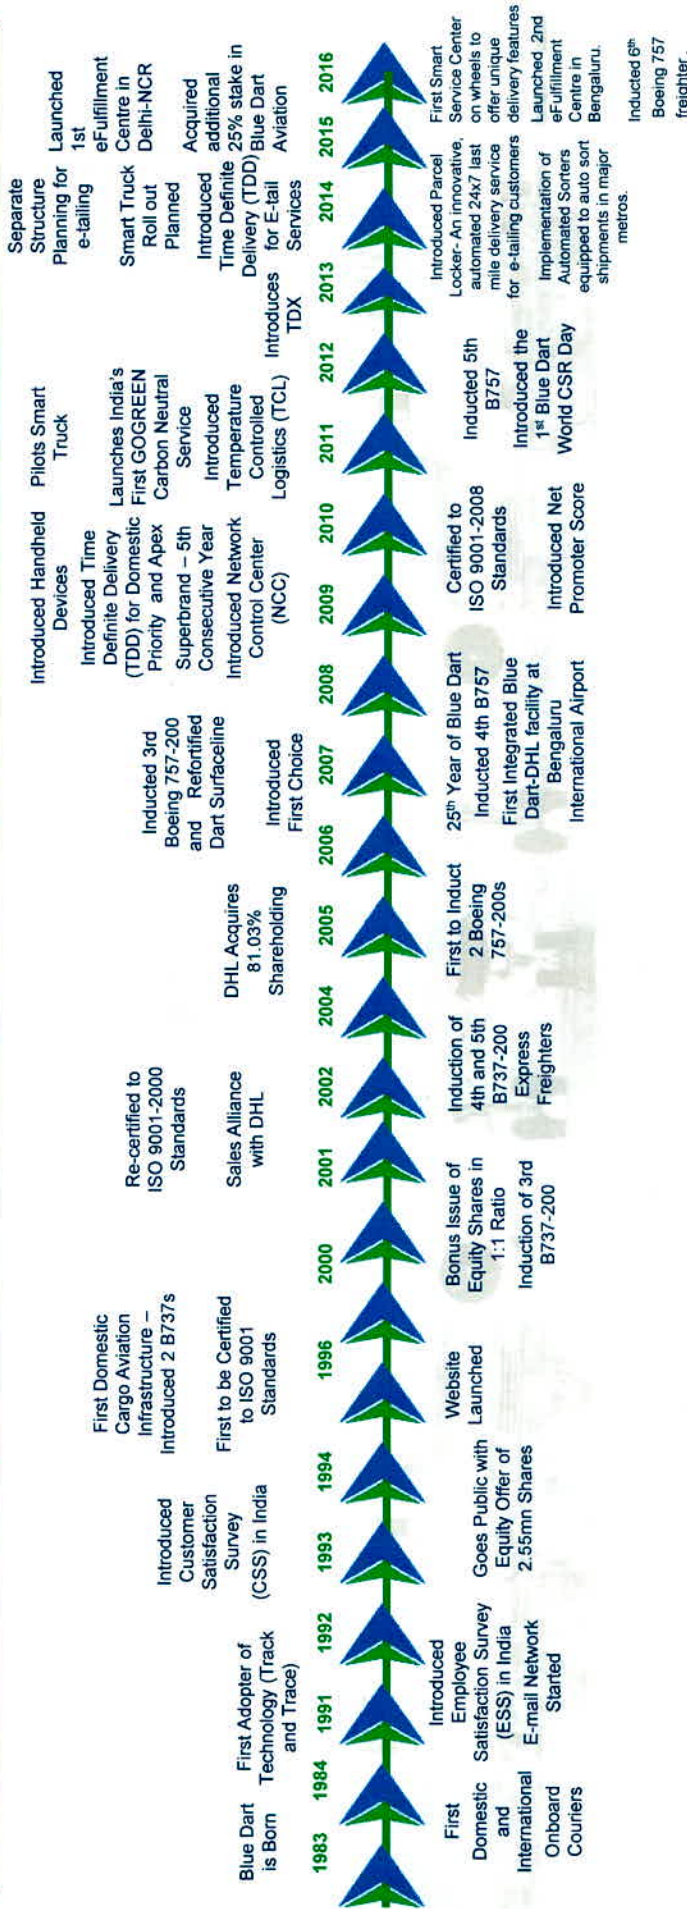 Blue Dart
is Born
First Adopter of
Technology (Track
and Trace)
Introduced
Customer
Satisfaction
Survey
(CSS) in India
First Domestic
Cargo Aviation
Infrastructure –
Introduced 2 B737s
First to be Certified
to ISO 9001
Standards
Re-certified to
ISO 9001-2000
Standards
Sales Alliance
with DHL
DHL Acquires
81.03%
Shareholding
Inducted 3rd
Boeing 757-200
and Refortified
Dart Surfaceline
Introduced
First Choice
Introduced Handheld
Devices
Introduced Time
Definite Delivery
(TDD) for Domestic
Priority and Apex
Superbrand – 5th
Consecutive Year
Introduced Network
Control Center
(NCC)
Pilots Smart
Truck
Launches India's
First GOGREEN
Carbon Neutral
Service
Introduced
Temperature
Controlled
Logistics (TCL)
Introduces
TDX
Separate
Structure
Planning for
e-tailing
Smart Truck
Roll out
Planned
Introduced
Time Definite
Delivery (TDD)
for E-tail
Services
Launched
1st
eFulfillment
Centre in
Delhi-NCR
Acquired
additional
25% stake in
Blue Dart
Aviation
1983
1984
1991
1992
1993
1994
1996
2000
2001
2002
2004
2005
2006
2007
2008
2009
2010
2011
2012
2013
2014
2015
2016
First
Domestic
and
International
Onboard
Couriers
Introduced
Employee
Satisfaction Survey
(ESS) in India
E-mail Network
Started
Goes Public with
Equity Offer of
2.55mn Shares
Website
Launched
Bonus Issue of
Equity Shares in
1:1 Ratio
Induction of 3rd
B737-200
Induction of
4th and 5th
B737-200
Express
Freighters
First to Induct
2 Boeing
757-200s
25th Year of Blue Dart
Inducted 4th B757
First Integrated Blue
Dart-DHL facility at
Bengaluru
International Airport
Certified to
ISO 9001-2008
Standards
Introduced Net
Promoter Score
Inducted 5th
B757
Introduced the
1st Blue Dart
World CSR Day
Introduced Parcel
Locker- An innovative,
automated 24x7 last
mile delivery service
for e-tailing customers
Implementation of
Automated Sorters
equipped to auto sort
shipments in major
metros.
First Smart
Service Center
on wheels to
offer unique
delivery features
Launched 2nd
eFulfillment
Centre in
Bengaluru.
Inducted 6th
Boeing 757
freighter.